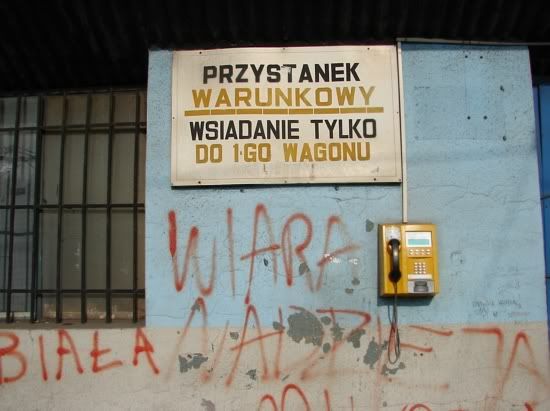 PRZYSTANEK
WARUNKOWY
WSIADANIE TYLKO
DO 1-GO WAGONU
WIARA
NADZIEJA
BIAŁA